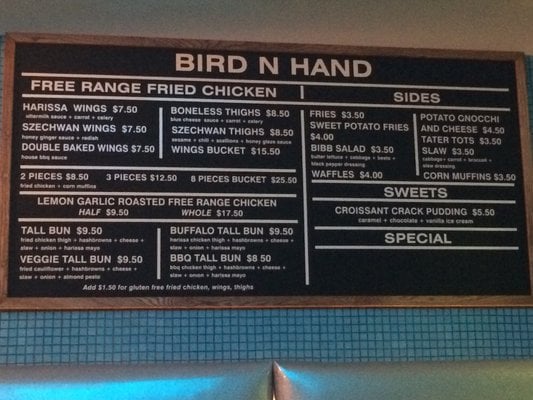 BIRD N HAND
FREE RANGE FRIED CHICKEN
HARISSA WINGS $7.50
buttermilk sauce + carrot + celery
SZECHWAN WINGS $7.50
honey ginger sauce + radish
DOUBLE BAKED WINGS $7.50
house bbq sauce
BONELESS THIGHS $8.50
blue cheese sauce + carrot + celery
SZECHWAN THIGHS $8.50
sesame + chili + scallions + honey glaze sauce
WINGS BUCKET $15.50
2 PIECES $8.50 3 PIECES $12.50 8 PIECES BUCKET $25.50
fried chicken + corn muffins
LEMON GARLIC ROASTED FREE RANGE CHICKEN
HALF $9.50 WHOLE $17.50
TALL BUN $9.50
fried chicken thigh + hashbrowns + cheese +
slaw + onion + harissa mayo
VEGGIE TALL BUN $9.50
fried cauliflower + hashbrowns + cheese +
slaw + onion + almond pesto
BUFFALO TALL BUN $9.50
harissa chicken thigh + hashbrowns + cheese +
slaw + onion + harissa mayo
BBQ TALL BUN $8 50
bbq chicken thigh + hashbrowns + cheese +
slaw + onion + harissa mayo
Add $1.50 for gluten free fried chicken, wings, thighs
SIDES
FRIES $3.50
SWEET POTATO FRIES
$4.00
BIBB SALAD $3.50
butter lettuce + cabbage + beets +
black pepper dressing
WAFFLES $4.00
POTATO GNOCCHI
AND CHEESE $4.50
TATER TOTS $3.50
SLAW $3.50
cabbage + carrot + broccoli +
slaw dressing
CORN MUFFINS $3.50
SWEETS
CROISSANT CRACK PUDDING $5.50
caramel + chocolate + vanilla ice cream
SPECIAL